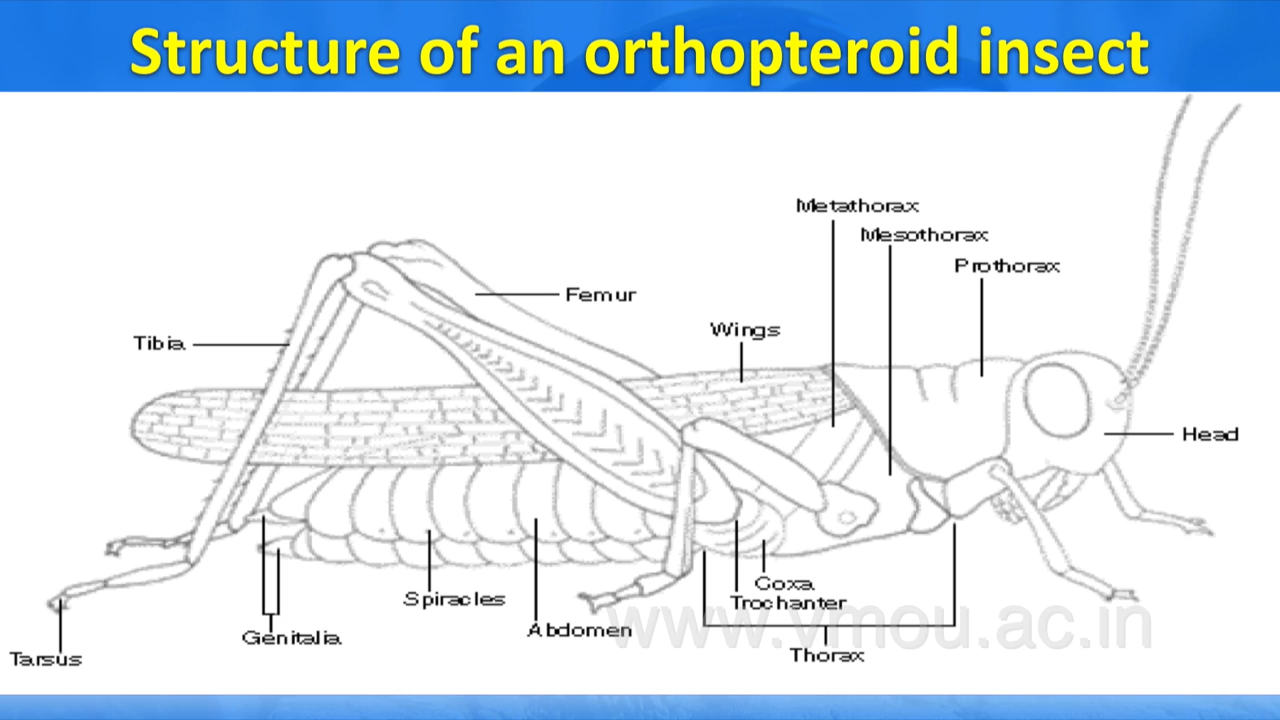 Structure of an orthopteroid insect
Metathorax
Mesothorax
Prothorax
Femur
Wings
Tibia
Head
Coxa
Spiracles
Trochanter
Abdomen
Genitalia
www.vmou.ac.in
Thorax
Tarsus